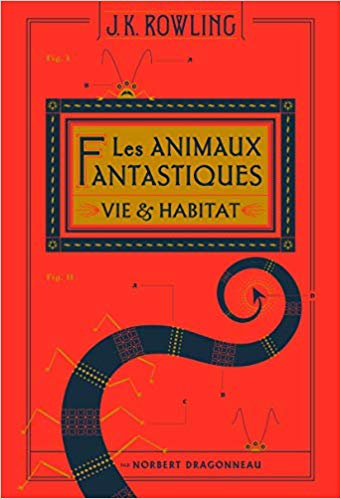 J.K. ROWLING
Fig. I
A
B
Les ANIMAUX
FANTASTIQUES
VIE & HABITAT
Fig. II
A
D
B
C
B
PAR NORBERT DRAGONNEAU